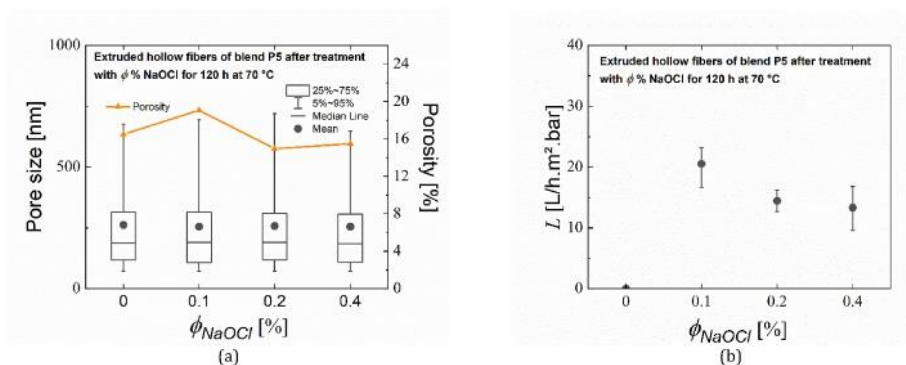 1000
500
0
Pore size [nm]
Extruded hollow fibers of blend P5 after treatment
with ϕ % NaOCl for 120 h at 70 °C
25%~75%
5%~95%
Median Line
Mean
Porosity
24
20
16
12
8
4
0
Porosity [%]
0 0.1 0.2 0.4
ϕNaOCl [%]
(a)
40
30
20
10
0
L [L/h.m².bar]
Extruded hollow fibers of blend P5 after treatment
with ϕ % NaOCl for 120 h at 70 °C
0 0.1 0.2 0.4
ϕNaOCl [%]
(b)